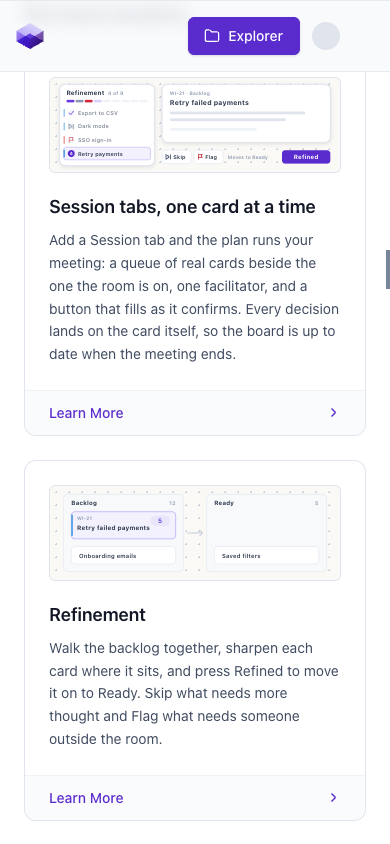 Explorer
Refinement 4 of 9
Export to CSV
Dark mode
SSO sign-in
Retry payments
WI-21 · Backlog
Retry failed payments
Skip
Flag
Moves to Ready
Refined
Session tabs, one card at a time
Add a Session tab and the plan runs your
meeting: a queue of real cards beside the
one the room is on, one facilitator, and a
button that fills as it confirms. Every decision
lands on the card itself, so the board is up to
date when the meeting ends.
Learn More
Backlog 12
Ready
WI-21
5
Retry failed payments
Onboarding emails
Saved filters
Refinement
Walk the backlog together, sharpen each
card where it sits, and press Refined to move
it on to Ready. Skip what needs more
thought and Flag what needs someone
outside the room.
Learn More